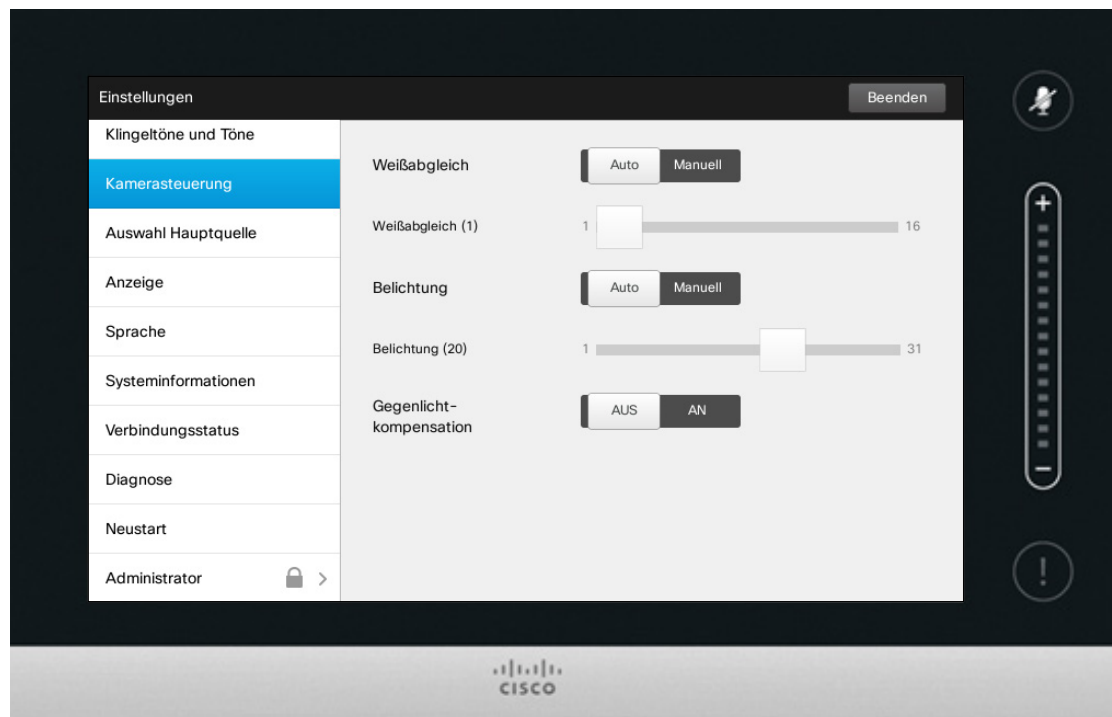 Einstellungen
Beenden
Klingeltöne und Töne
Kamerasteuerung
Auswahl Hauptquelle
Anzeige
Sprache
Systeminformationen
Verbindungsstatus
Diagnose
Neustart
Administrator >
Weißabgleich
Auto Manuell
Weißabgleich (1)
1 16
Belichtung
Auto Manuell
Belichtung (20)
1 31
Gegenlicht-
kompensation
AUS AN
+
−
!
CISCO